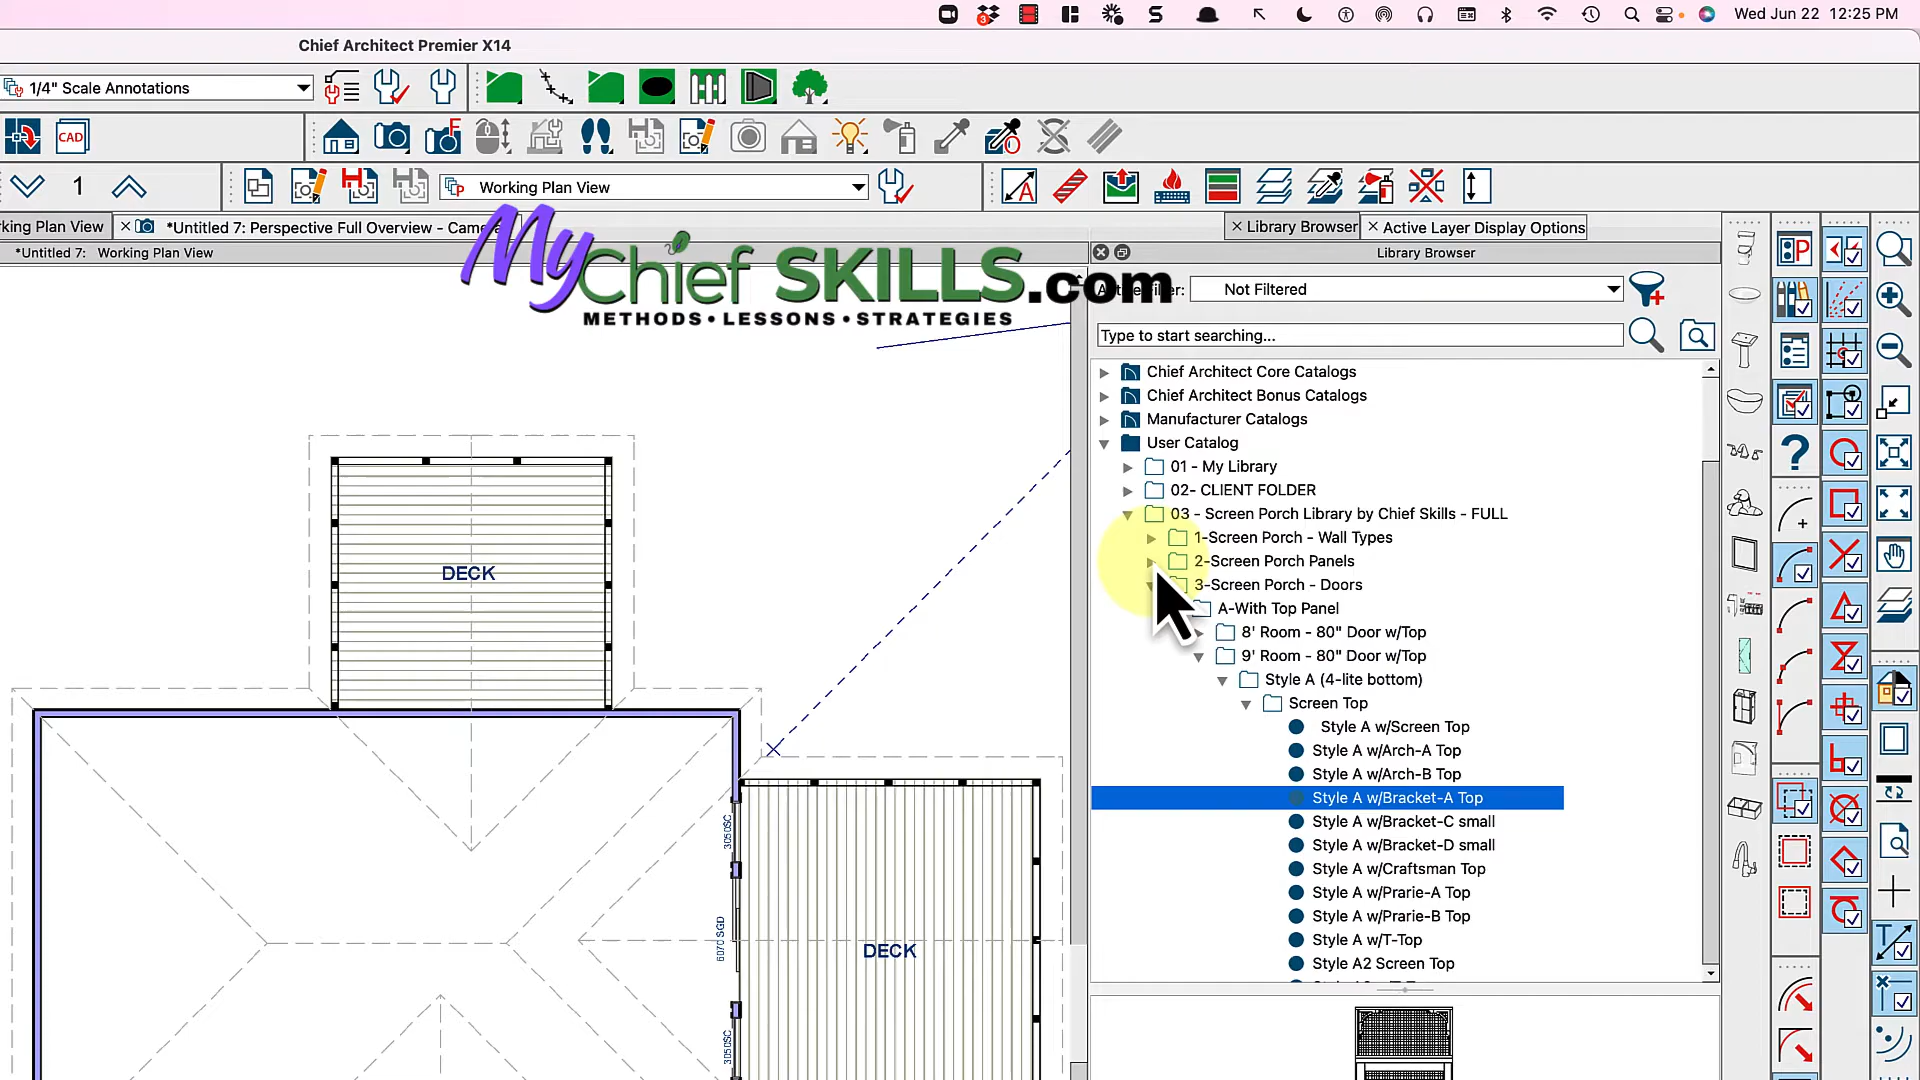 3
Wed Jun 22 12:25 PM
Chief Architect Premier X14
1/4" Scale Annotations
CAD
F
1
Working Plan View
A
rking Plan View
*Untitled 7: Perspective Full Overview - Came
Library Browser
Active Layer Display Options
*Untitled 7: Working Plan View
Library Browser
MyChief SKILLS.com
METHODS • LESSONS • STRATEGIES
Not Filtered
Type to start searching...
Chief Architect Core Catalogs
Chief Architect Bonus Catalogs
Manufacturer Catalogs
User Catalog
01 - My Library
02- CLIENT FOLDER
03 - Screen Porch Library by Chief Skills - FULL
1-Screen Porch - Wall Types
2-Screen Porch Panels
3-Screen Porch - Doors
A-With Top Panel
8' Room - 80" Door w/Top
9' Room - 80" Door w/Top
Style A (4-lite bottom)
Screen Top
Style A w/Screen Top
Style A w/Arch-A Top
Style A w/Arch-B Top
Style A w/Bracket-A Top
Style A w/Bracket-C small
Style A w/Bracket-D small
Style A w/Craftsman Top
Style A w/Prarie-A Top
Style A w/Prarie-B Top
Style A w/T-Top
Style A2 Screen Top
DECK
DECK
3050SC
6070 SGD
3050SC
P
?
T